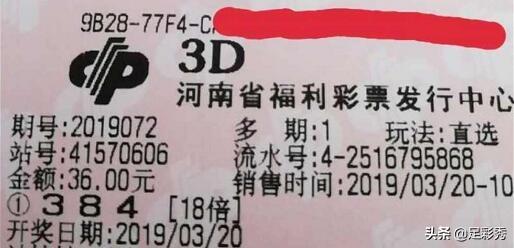 9B28-77F4-C
3D
河南省福利彩票发行中心
期号:2019072 多期:1 玩法:直选
站号:41570606 流水号:4-2516795868
金额:36.00元 销售时间:2019/03/20-10
① 384 [18倍]
开奖日期:2019/03/20
头条 @足彩秀